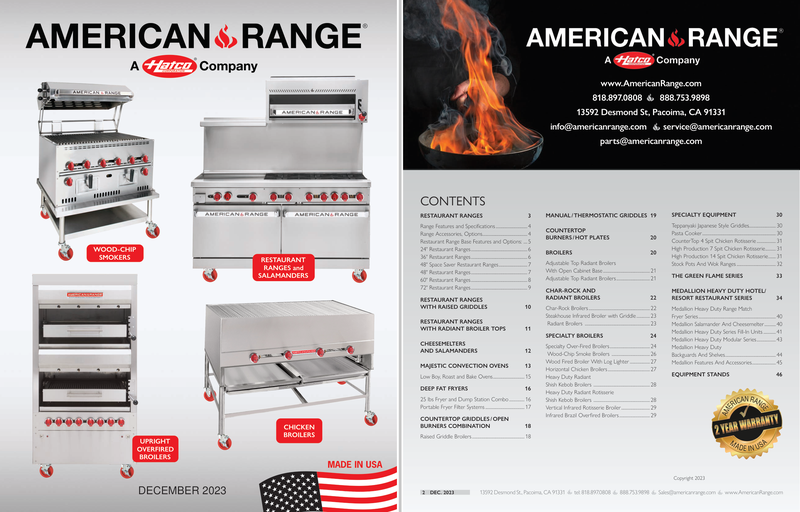 AMERICAN RANGE®
A Hatco® Company
AMERICAN RANGE
AMERICAN RANGE
AMERICAN RANGE
AMERICAN RANGE
WOOD-CHIP
SMOKERS
RESTAURANT
RANGES and
SALAMANDERS
AMERICAN RANGE
UPRIGHT
OVERFIRED
BROILERS
CHICKEN
BROILERS
MADE IN USA
DECEMBER 2023
AMERICAN RANGE®
A Hatco® Company
www.AmericanRange.com
818.897.0808 888.753.9898
13592 Desmond St, Pacoima, CA 91331
info@americanrange.com service@americanrange.com
parts@americanrange.com
CONTENTS
RESTAURANT RANGES 3
Range Features and Specifications 4
Range Accessories, Options 4
Restaurant Range Base Features and Options 5
24" Restaurant Ranges 6
36" Restaurant Ranges 6
48" Space Saver Restaurant Ranges 7
48" Restaurant Ranges 7
60" Restaurant Ranges 8
72" Restaurant Ranges 9
RESTAURANT RANGES
WITH RAISED GRIDDLES 10
RESTAURANT RANGES
WITH RADIANT BROILER TOPS 11
CHEESEMELTERS
AND SALAMANDERS 12
MAJESTIC CONVECTION OVENS 13
Low Boy, Roast and Bake Ovens 15
DEEP FAT FRYERS 16
25 lbs Fryer and Dump Station Combo 16
Portable Fryer Filter Systems 17
COUNTERTOP GRIDDLES/OPEN
BURNERS COMBINATION 18
Raised Griddle Broilers 18
MANUAL/THERMOSTATIC GRIDDLES 19
COUNTERTOP
BURNERS/HOT PLATES 20
BROILERS 20
Adjustable Top Radiant Broilers
With Open Cabinet Base 21
Adjustable Top Radiant Broilers 21
CHAR-ROCK AND
RADIANT BROILERS 22
Char-Rock Broilers 22
Steakhouse Infrared Broiler with Griddle 23
Radiant Broilers 23
SPECIALTY BROILERS 24
Specialty Over-Fired Broilers 24
Wood-Chip Smoke Broilers 26
Wood Fired Broiler With Log Lighter 27
Horizontal Chicken Broilers 27
Heavy Duty Radiant
Shish Kebob Broilers 28
Heavy Duty Radiant Rotisserie
Shish Kebob Broilers 28
Vertical Infrared Rotisserie Broiler 29
Infrared Brazil Overfired Broilers 29
SPECIALTY EQUIPMENT 30
Teppanyaki Japanese Style Griddles 30
Pasta Cooker 30
CounterTop 4 Spit Chicken Rotisserie 31
High Production 7 Spit Chicken Rotisserie 31
High Production 14 Spit Chicken Rotisserie 31
Stock Pots And Wok Ranges 32
THE GREEN FLAME SERIES 33
MEDALLION HEAVY DUTY HOTEL/
RESORT RESTAURANT SERIES 34
Medallion Heavy Duty Range Match
Fryer Series 40
Medallion Salamander And Cheesemelter 40
Medallion Heavy Duty Series Fill-In Units 41
Medallion Heavy Duty Modular Series 43
Medallion Heavy Duty
Backguards And Shelves 44
Medallion Features And Accessories 45
EQUIPMENT STANDS 46
AMERICAN RANGE
2 YEAR WARRANTY
MADE IN USA
Copyright 2023
2 DEC. 2023 13592 Desmond St., Pacoima, CA 91331 tel: 818.897.0808 888.753.9898 Sales@americanrange.com www.AmericanRange.com